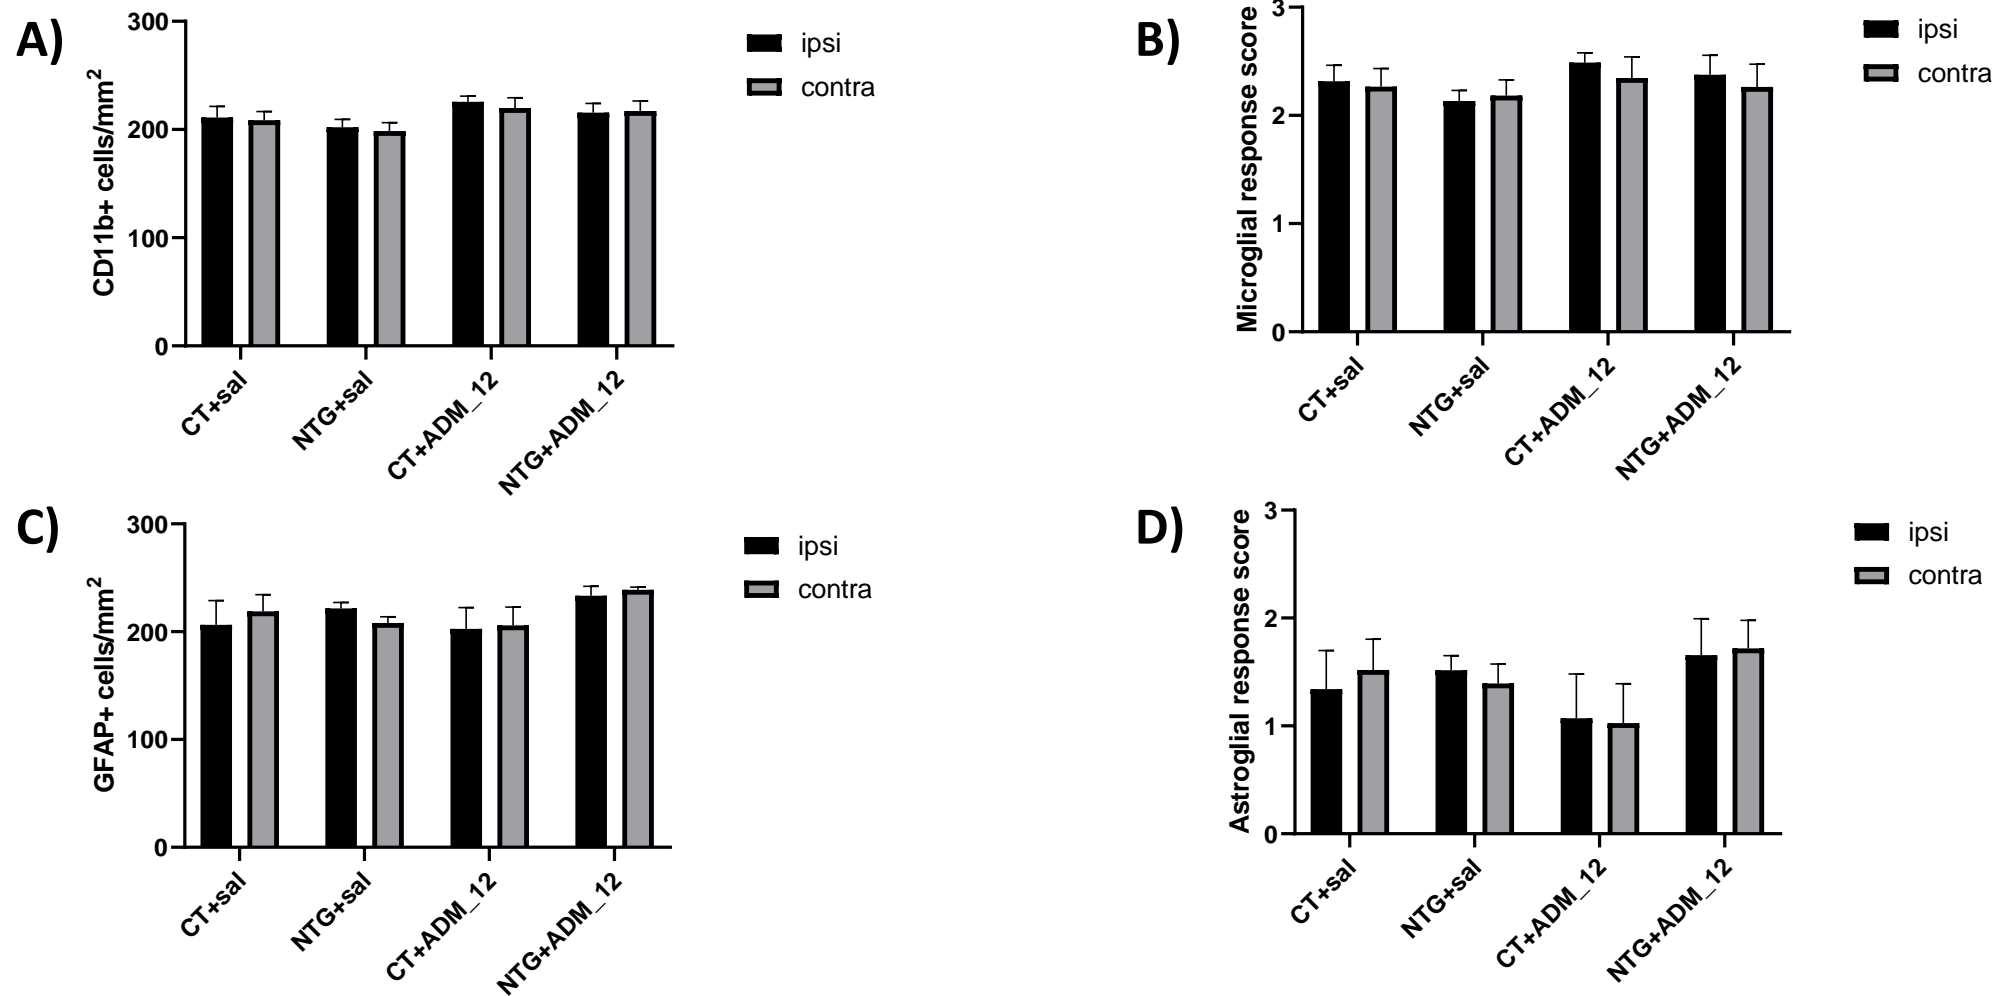 A)
CD11b+ cells/mm²
300
200
100
0
CT+sal
NTG+sal
CT+ADM_12
NTG+ADM_12
ipsi
contra
B)
Microglial response score
3
2
1
0
CT+sal
NTG+sal
CT+ADM_12
NTG+ADM_12
ipsi
contra
C)
GFAP+ cells/mm²
300
200
100
0
CT+sal
NTG+sal
CT+ADM_12
NTG+ADM_12
ipsi
contra
D)
Astroglial response score
3
2
1
0
CT+sal
NTG+sal
CT+ADM_12
NTG+ADM_12
ipsi
contra